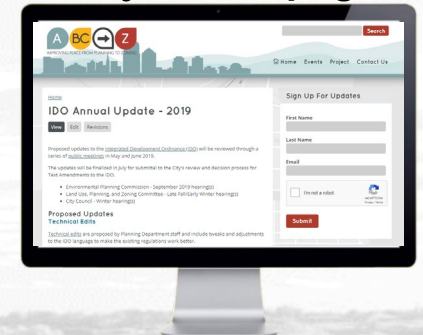 A BC Z
IMPROVING PLACE FROM PLANNING TO ZONING
Search
Home Events Project Contact Us
Home
IDO Annual Update - 2019
View Edit Revisions
Proposed updates to the Integrated Development Ordinance (IDO) will be reviewed through a
series of public meetings in May and June 2019.
The updates will be finalized in July for submittal to the City's review and decision process for
Text Amendments to the IDO.
Environmental Planning Commission - September 2019 hearing(s)
Land Use, Planning, and Zoning Committee - Late Fall/Early Winter hearing(s)
City Council - Winter hearing(s)
Proposed Updates
Technical Edits
Technical edits are proposed by Planning Department staff and include tweaks and adjustments
to the IDO language to make the existing regulations work better.
Sign Up For Updates
First Name
Last Name
Email
I'm not a robot
reCAPTCHA
Privacy - Terms
Submit